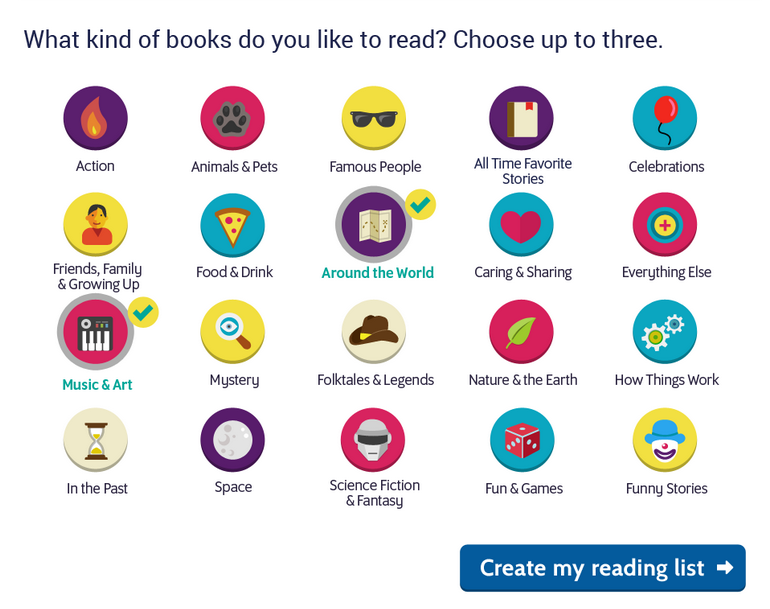 What kind of books do you like to read? Choose up to three.
Action
Animals & Pets
Famous People
All Time Favorite
Stories
Celebrations
Friends, Family
& Growing Up
Food & Drink
Around the World
Caring & Sharing
Everything Else
Music & Art
Mystery
Folktales & Legends
Nature & the Earth
How Things Work
In the Past
Space
Science Fiction
& Fantasy
Fun & Games
Funny Stories
Create my reading list